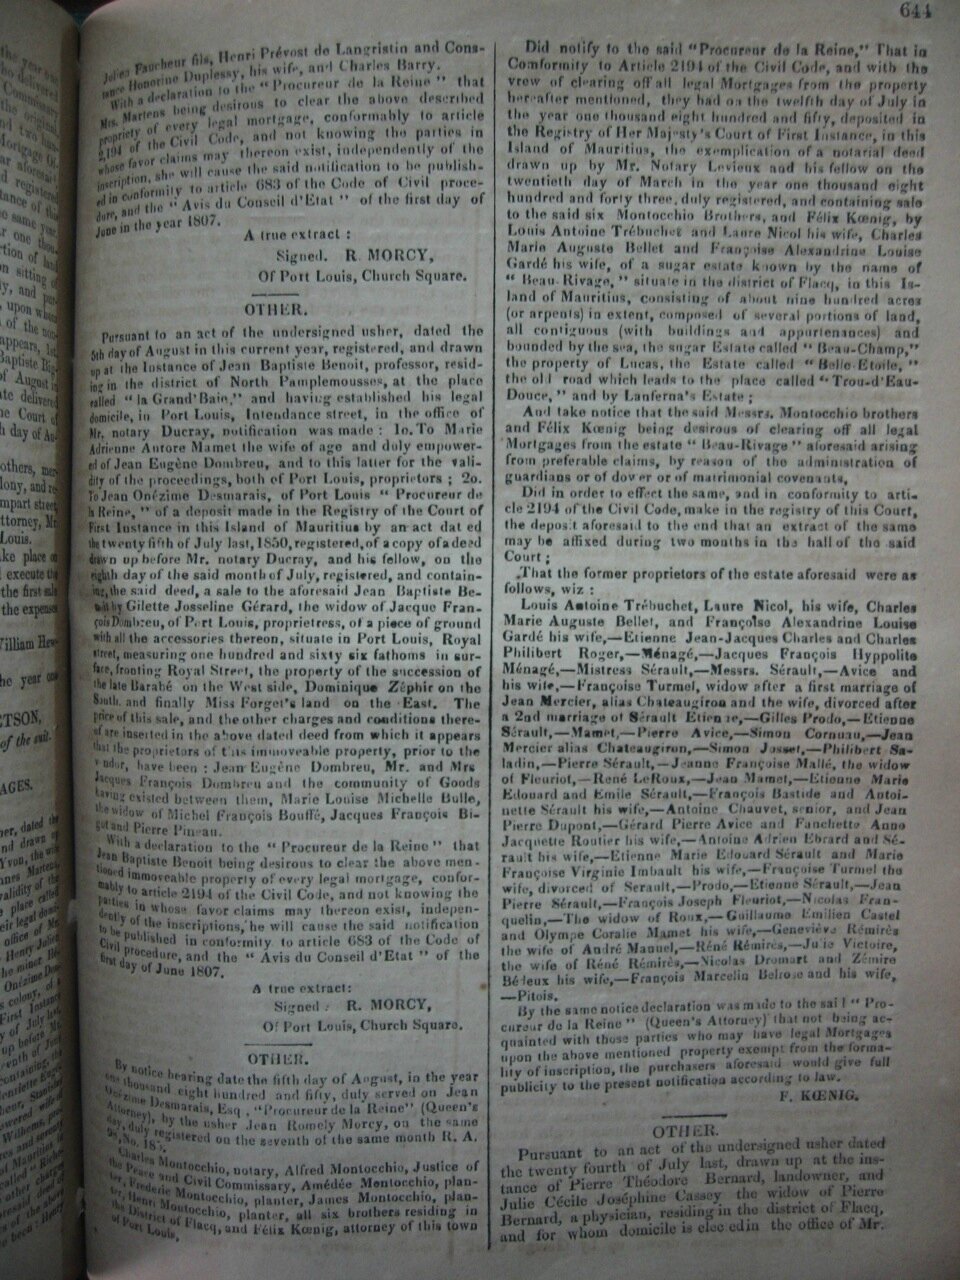 644
Julien Faucheur fils, Henri Prévost de Langristin and Cons-
tance Honorine Duplessy, his wife, and Charles Barry.
With a declaration to the "Procureur de la Reine" that
Mrs. Martens being desirous to clear the above described
property of every legal mortgage, conformably to article
2,194 of the Civil Code, and not knowing the parties in
whose favor claims may thereon exist, independently of the
inscription, she will cause the said notification to be publish-
ed in conformity to article 683 of the Code of Civil proce-
dure, and the "Avis du Conseil d'Etat" of the first day of
June in the year 1807.
A true extract :
Signed. R. MORCY,
Of Port Louis, Church Square.
OTHER.
Pursuant to an act of the undersigned usher, dated the
5th day of August in this current year, registered, and drawn
up at the Instance of Jean Baptiste Benoit, professor, resid-
ing in the district of North Pamplemousses, at the place
called "la Grand'Baie," and having established his legal
domicile, in Port Louis, Intendance street, in the office of
Mr. notary Ducray, notification was made : 1o. To Marie
Adrienne Aurore Mamet the wife of age and duly empower-
ed of Jean Eugène Dombreu, and to this latter for the vali-
dity of the proceedings, both of Port Louis, proprietors ; 2o.
To Jean Onézime Desmarais, of Port Louis "Procureur de
la Reine," of a deposit made in the Registry of the Court of
First Instance in this Island of Mauritius by an act dat ed
the twenty fifth of July last, 1850, registered, of a copy of a deed
drawn up before Mr. notary Ducray, and his fellow, on the
eighth day of the said month of July, registered, and contain-
ing, the said deed, a sale to the aforesaid Jean Baptiste Be-
noit by Gilette Josseline Gérard, the widow of Jacque Fran-
çois Dombreu, of Port Louis, proprietress, of a piece of ground
with all the accessories thereon, situate in Port Louis, Royal
street, measuring one hundred and sixty six fathoms in sur-
face, fronting Royal Street, the property of the succession of
the late Barabé on the West side, Dominique Zéphir on the
South, and finally Miss Forget's land on the East. The
price of this sale, and the other charges and conditions there-
of are inserted in the above dated deed from which it appears
that the proprietors of t'as immoveable property, prior to the
v ndor, have been : Jean Eugène Dombreu, Mr. and Mrs
Jacques François Dombreu and the community of Goods
having existed between them, Marie Louise Michelle Bulle,
the widow of Michel François Bouffé, Jacques François Bi-
got and Pierre Pineau.
With a declaration to the "Procureur de la Reine" that
Jean Baptiste Benoit being desirous to clear the above men-
tioned immoveable property of every legal mortgage, confor-
mably to article 2194 of the Civil Code, and not knowing the
parties in whose favor claims may thereon exist, indepen-
dently of the inscriptions, he will cause the said notification
to be published in conformity to article 683 of the Code of
Civil procedure, and the "Avis du Conseil d'Etat" of the
first day of June 1807.
A true extract:
Signed : R. MORCY,
Of Port Louis, Church Square.
OTHER.
By notice bearing date the fifth day of August, in the year
one thousand eight hundred and fifty, duly served on Jean
Onézime Desmarais, Esq, "Procureur de la Reine" (Queen's
Attorney), by the usher Jean Romely Morcy, on the same
day, duly registered on the seventh of the same month R. A.
No.
Charles Montocchio, notary, Alfred Montocchio, Justice of
the Peace and Civil Commissary, Amédée Montocchio, plan-
ter, Frederic Montocchio, planter, James Montocchio, plan-
ter, Henri Montocchio, planter, all six brothers residing in
the District of Flacq, and Félix Kœnig, attorney of this town
of Port Louis,
Did notify to the said "Procureur de la Reine," That in
Comformity to Article 2194 of the Civil Code, and with the
vrew of clearing off all legal Mortgages from the property
hereafter mentioned, they had on the twelfth day of July in
the year one thousand eight hundred and fifty, deposited in
the Registry of Her Majesty's Court of First Instance, in this
Island of Mauritius, the exemplication of a notarial deed
drawn up by Mr. Notary Levieux and his fellow on the
twentieth day of March in the year one thousand eight
hundred and forty three, duly registered, and containing sale
to the said six Montocchio Brothers, and Félix Kœnig, by
Louis Antoine Trébuchet and Laure Nicol his wife, Charles
Marie Auguste Bellet and Françoise Alexandrine Louise
Gardé his wife, of a sugar estate known by the name of
"Beau-Rivage," situate in the district of Flacq, in this Is-
land of Mauritius, consisting of about nine hundred acres
(or arpents) in extent, composed of several portions of land,
all contiguous (with buildings and appurtenances) and
bounded by the sea, the sugar Estate called "Beau-Champ,"
the property of Lucas, the Estate called "Belle-Etoile,"
the old road which leads to the place called "Trou-d'Eau-
Douce," and by Lanferna's Estate ;
And take notice that the said Messrs. Montocchio brothers
and Félix Kœnig being desirous of clearing off all legal
Mortgages from the estate "Beau-Rivage" aforesaid arising
from preferable claims, by reason of the administration of
guardians or of dover or of matrimonial covenants,
Did in order to effect the same, and in conformity to arti-
cle 2194 of the Civil Code, make in the registry of this Court,
the deposit aforesaid to the end that an extract of the same
may be affixed during two months in the hall of the said
Court ;
That the former proprietors of the estate aforesaid were as
follows, wiz :
Louis Antoine Trébuchet, Laure Nicol, his wife, Charles
Marie Auguste Bellet, and Françoise Alexandrine Louise
Gardé his wife,—Etienne Jean-Jacques Charles and Charles
Philibert Roger,—Ménagé,—Jacques François Hyppolite
Ménagé,—Mistress Sérault,—Messrs. Sérault,—Avice and
his wife,—Françoise Turmel, widow after a first marriage of
Jean Mercier, alias Chateaugiron and the wife, divorced after
a 2nd marriage of Sérault Etienne,—Gilles Prodo,—Etienne
Sérault,—Mamet,—Pierre Avice,—Simon Cornuau,—Jean
Mercier alias Chateaugiron,—Simon Josset,—Philibert Sa-
ladin,—Pierre Sérault,—Jeanne Françoise Mallé, the widow
of Fleuriot,—René LeRoux,—Jean Mamet,—Etienne Marie
Edouard and Emile Sérault,—François Bastide and Antoi-
nette Sérault his wife,—Antoine Chauvet, senior, and Jean
Pierre Dupont,—Gérard Pierre Avice and Fanchette Anne
Jacquette Routier his wife,—Antoine Adrien Ebrard and Sé-
rault his wife,—Etienne Marie Edouard Sérault and Marie
Françoise Virginie Imbault his wife,—Françoise Turmel the
wife, divorced of Serault,—Prodo,—Etienne Sérault,—Jean
Pierre Sérault,—François Joseph Fleuriot,—Nicolas Fran-
quelin,—The widow of Roux,—Guillaume Emilien Castel
and Olympe Coralie Mamet his wife,—Geneviève Rémirès
the wife of André Manuel,—Réné Rémirès,—Julie Victoire,
the wife of Réné Rémirès,—Nicolas Dromart and Zémire
Bédeux his wife,—François Marcelin Belrose and his wife,
—Pitois.
By the same notice declaration was made to the said "Pro-
cureur de la Reine" (Queen's Attorney) that not being ac-
quainted with those parties who may have legal Mortgages
upon the above mentioned property exempt from the forma-
lity of inscription, the purchasers aforesaid would give full
publicity to the present notification according to law.
F. KŒNIG.
OTHER.
Pursuant to an act of the undersigned usher dated
the twenty fourth of July last, drawn up at the ins-
tance of Pierre Théodore Bernard, landowner, and
Julie Cécile Joséphine Cassey the widow of Pierre
Bernard, a physician, residing in the district of Flacq,
and for whom domicile is elec ed in the office of Mr.